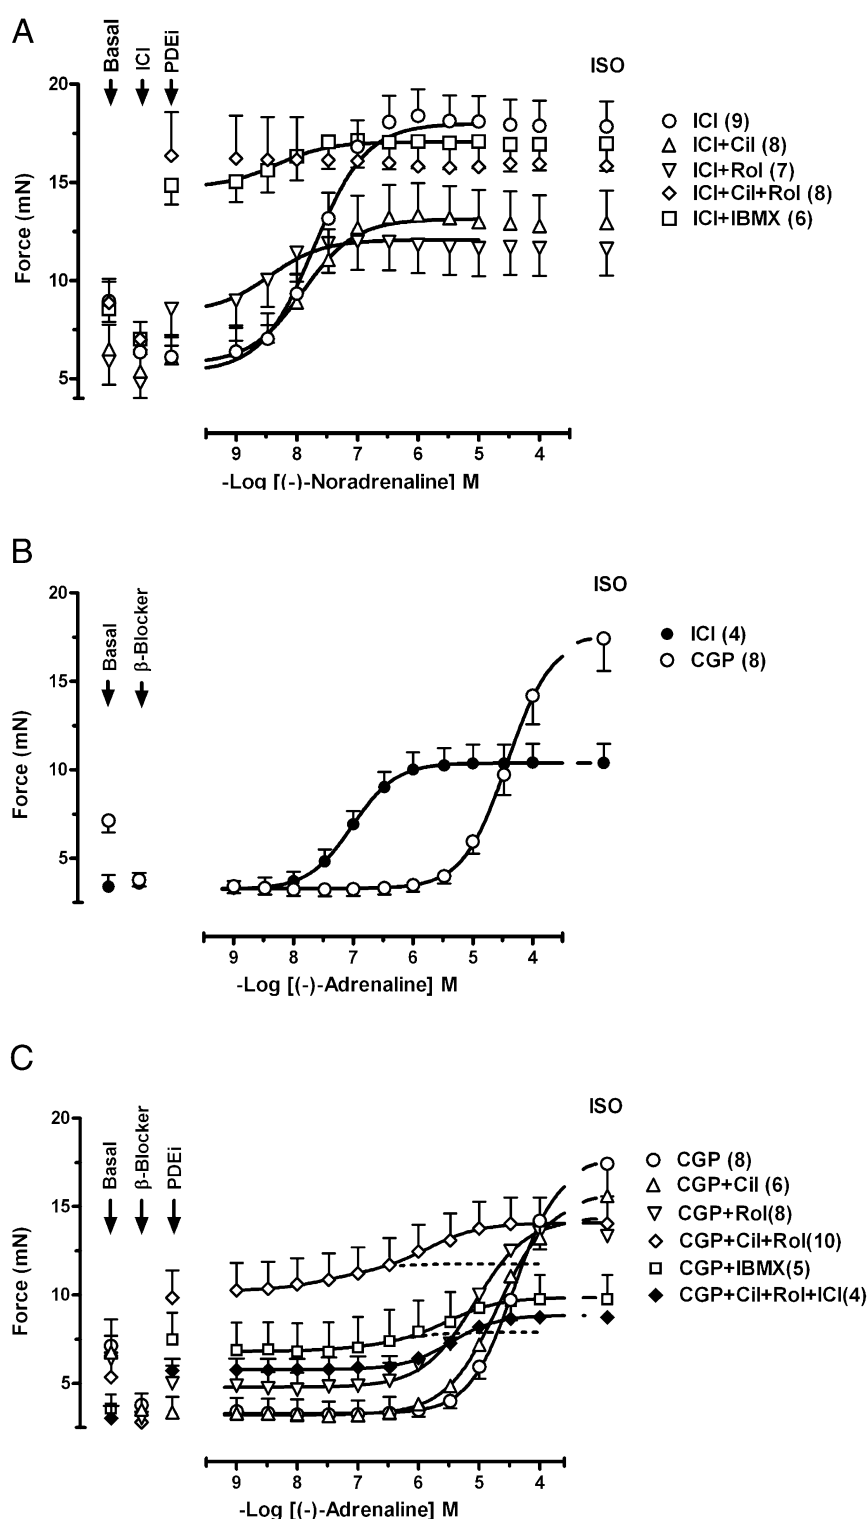 A
Basal
ICI
PDEi
ISO
20
15
10
5
Force (mN)
ICI (9)
ICI+Cil (8)
ICI+Rol (7)
ICI+Cil+Rol (8)
ICI+IBMX (6)
9 8 7 6 5 4
-Log [(-)-Noradrenaline] M
B
Basal
β-Blocker
ISO
20
15
10
5
Force (mN)
ICI (4)
CGP (8)
9 8 7 6 5 4
-Log [(-)-Adrenaline] M
C
Basal
β-Blocker
PDEi
ISO
20
15
10
5
Force (mN)
CGP (8)
CGP+Cil (6)
CGP+Rol(8)
CGP+Cil+Rol(10)
CGP+IBMX(5)
CGP+Cil+Rol+ICI(4)
9 8 7 6 5 4
-Log [(-)-Adrenaline] M